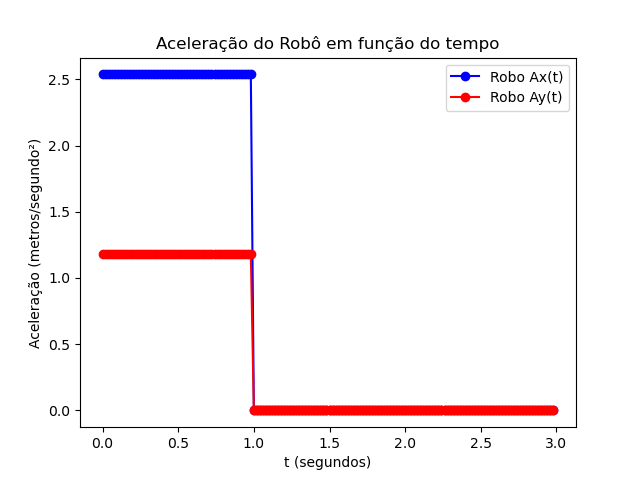 Aceleração do Robô em função do tempo
Robo Ax(t)
Robo Ay(t)
Aceleração (metros/segundo²)
2.5
2.0
1.5
1.0
0.5
0.0
0.0 0.5 1.0 1.5 2.0 2.5 3.0
t (segundos)